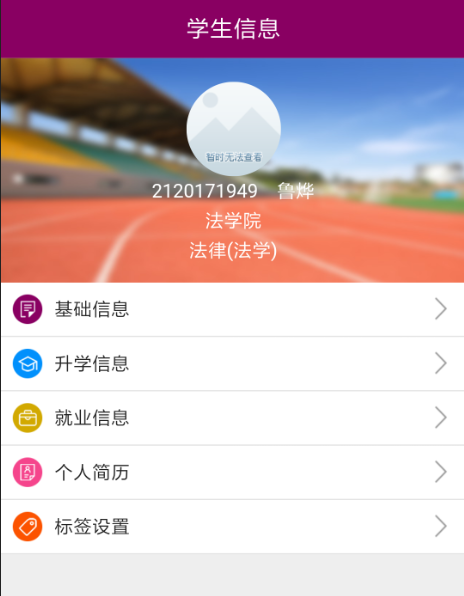 学生信息
暂时无法查看
2120171949 鲁烨
法学院
法律(法学)
基础信息
升学信息
就业信息
个人简历
标签设置